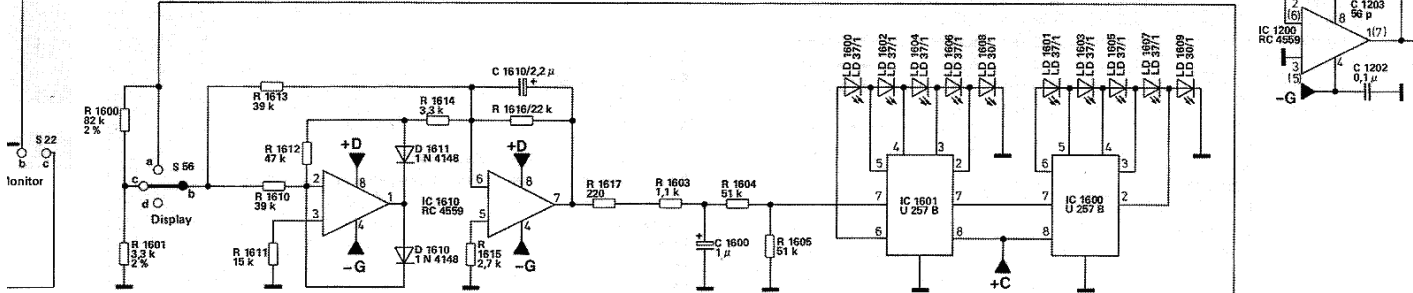 S 22
b
c
Monitor
R 1600
82 k
2 %
a
S 56
c
b
d
Display
R 1601
3,3 k
2 %
R 1613
39 k
R 1612
47 k
R 1610
39 k
R 1611
15 k
+D
8
2
3
1
4
-G
D 1611
1 N 4148
D 1610
1 N 4148
R 1614
3,3 k
C 1610/2,2 µ
+
R 1616/22 k
IC 1610
RC 4559
+D
8
6
5
7
4
-G
R
1615
2,7 k
R 1617
220
R 1603
1,1 k
R 1604
51 k
+
C 1600
1 µ
R 1605
51 k
LD 1600
LD 37/1
LD 1602
LD 37/1
LD 1604
LD 37/1
LD 1606
LD 37/1
LD 1608
LD 30/1
4
3
5
2
7
6
8
IC 1601
U 257 B
+C
LD 1601
LD 37/1
LD 1603
LD 37/1
LD 1605
LD 37/1
LD 1607
LD 37/1
LD 1609
LD 30/1
5
4
6
3
7
2
8
IC 1600
U 257 B
C 1203
56 p
2
(6)
8
IC 1200
RC 4559
1(7)
3
(5)
4
-G
C 1202
0,1 µ